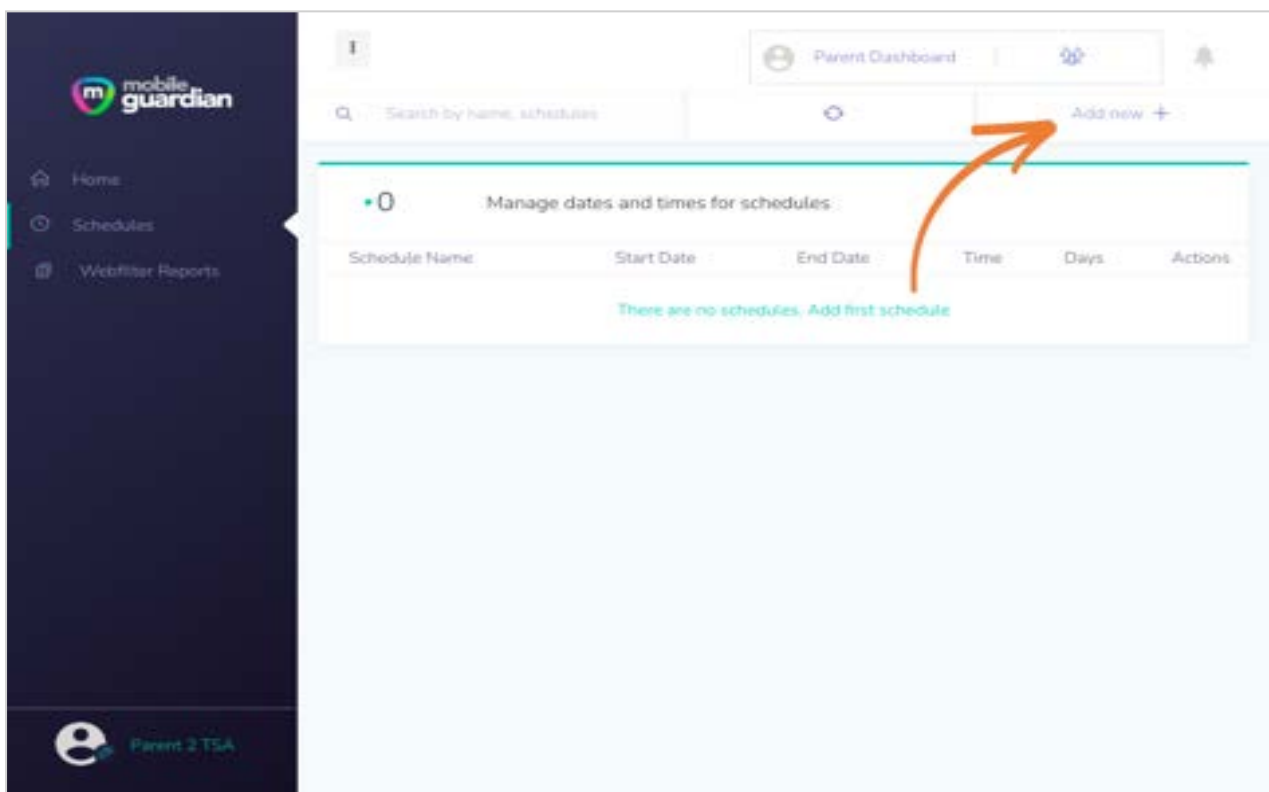 mobile
guardian
Home
Schedules
Webfilter Reports
Parent 2 TSA
Parent Dashboard
Search by name, schedules
Add new +
0 Manage dates and times for schedules
Schedule Name Start Date End Date Time Days Actions
There are no schedules. Add first schedule